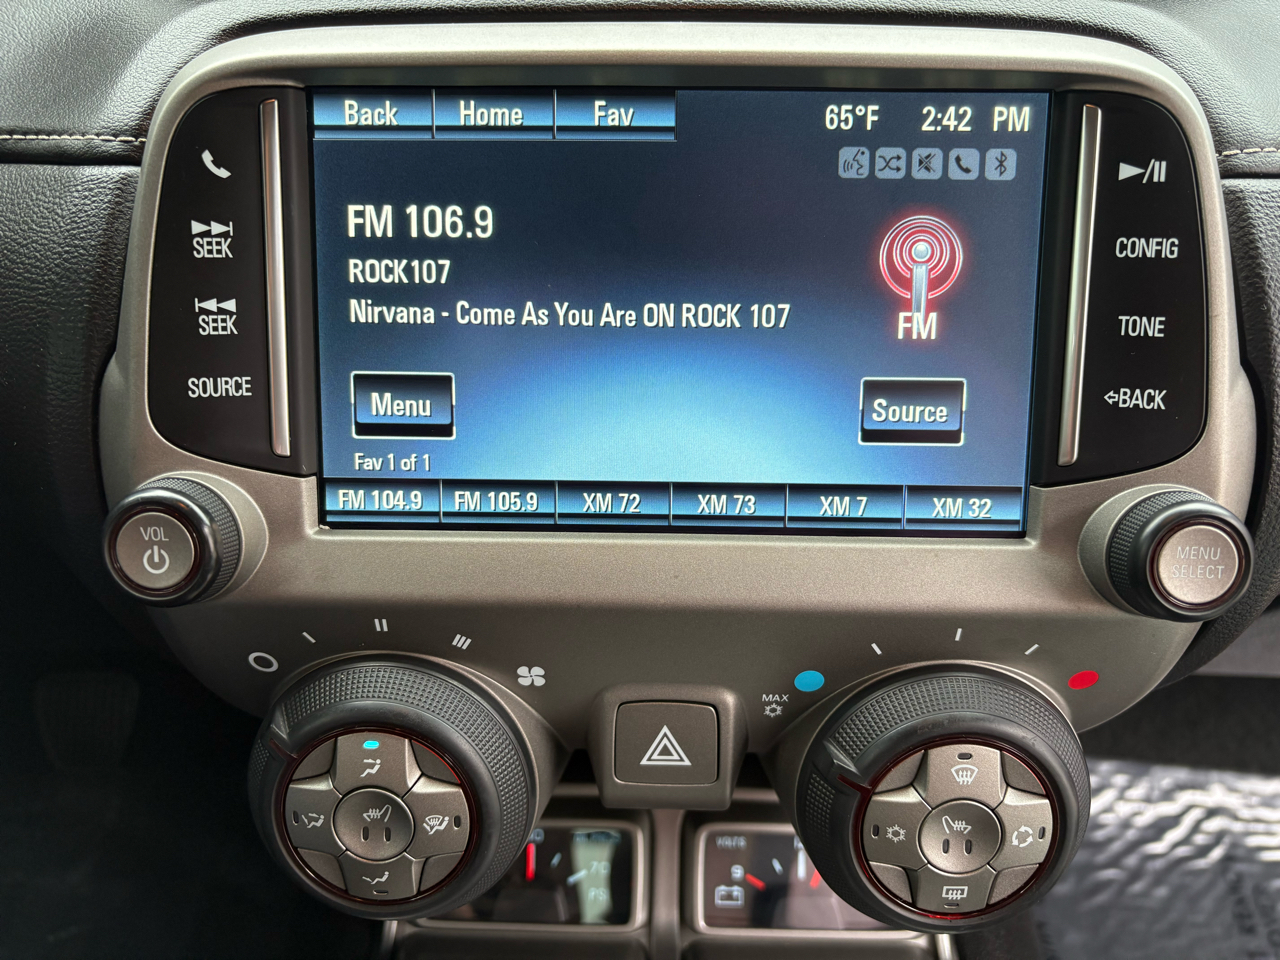 Back Home Fav 65°F 2:42 PM
FM 106.9
ROCK107
Nirvana - Come As You Are ON ROCK 107
FM
Menu Source
Fav 1 of 1
FM 104.9 FM 105.9 XM 72 XM 73 XM 7 XM 32
SEEK
SEEK
SOURCE
CONFIG
TONE
BACK
VOL
MENU
SELECT
MAX
VOLTS
9